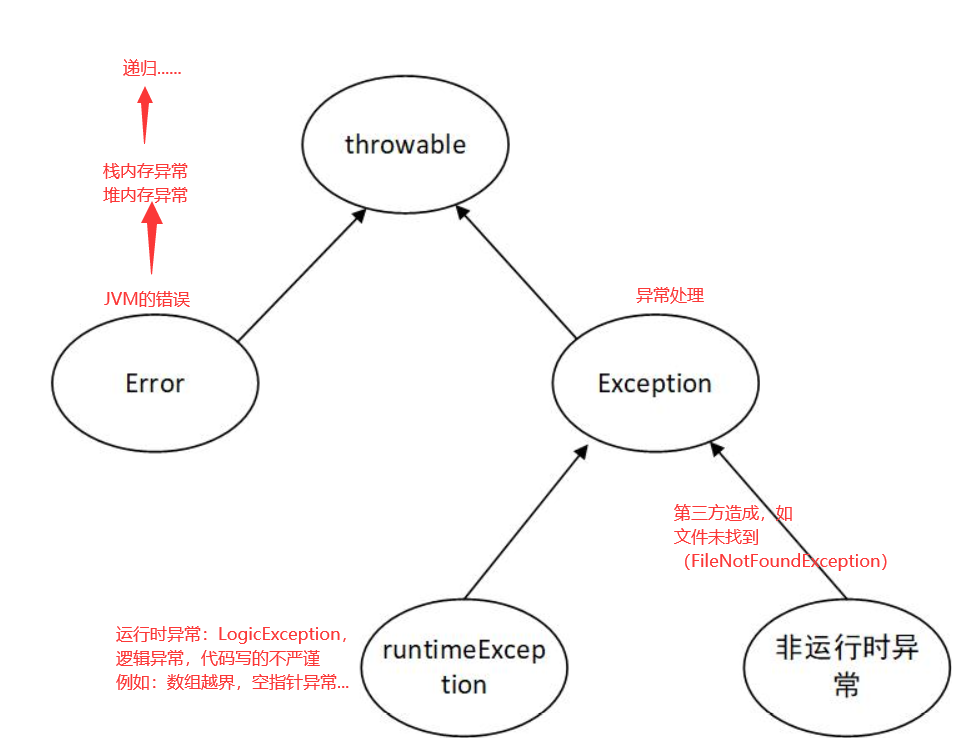 递归......
throwable
栈内存异常
堆内存异常
JVM的错误
异常处理
Error
Exception
第三方造成，如
文件未找到
（FileNotFoundException）
运行时异常：LogicException，
逻辑异常，代码写的不严谨
例如：数组越界，空指针异常...
runtimeExcep
tion
非运行时异
常